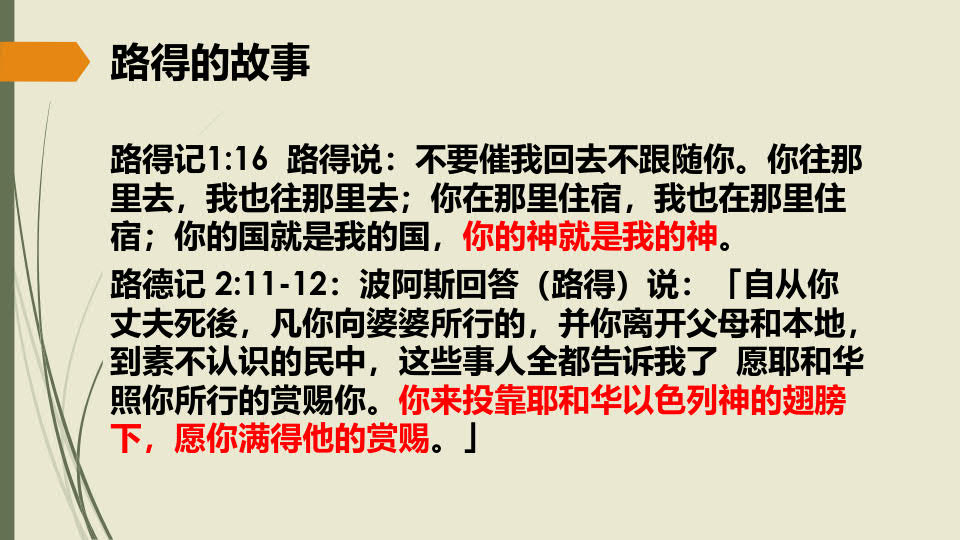 路得的故事
路得记1:16  路得说：不要催我回去不跟随你。你往那
里去，我也往那里去；你在那里住宿，我也在那里住
宿；你的国就是我的国，你的神就是我的神。
路德记 2:11-12：波阿斯回答（路得）说：「自从你
丈夫死後，凡你向婆婆所行的，并你离开父母和本地，
到素不认识的民中，这些事人全都告诉我了  愿耶和华
照你所行的赏赐你。你来投靠耶和华以色列神的翅膀
下，愿你满得他的赏赐。」